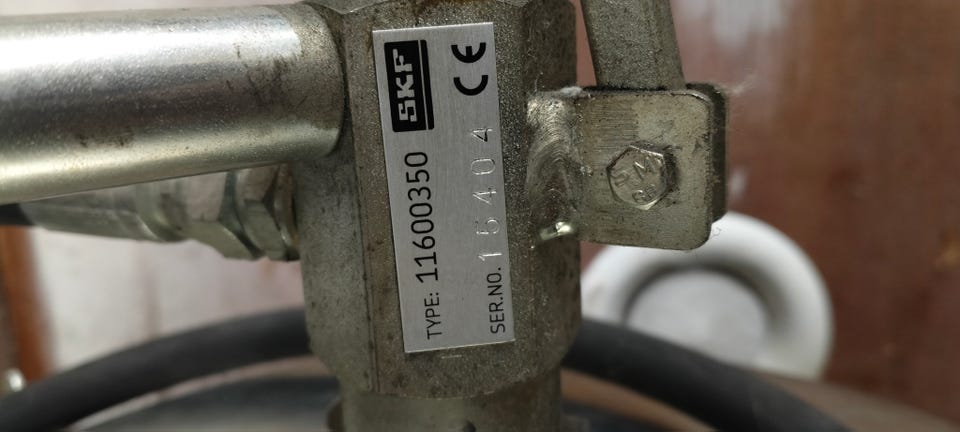 SKF CE
TYPE: 11600350
SER.NO. 15404